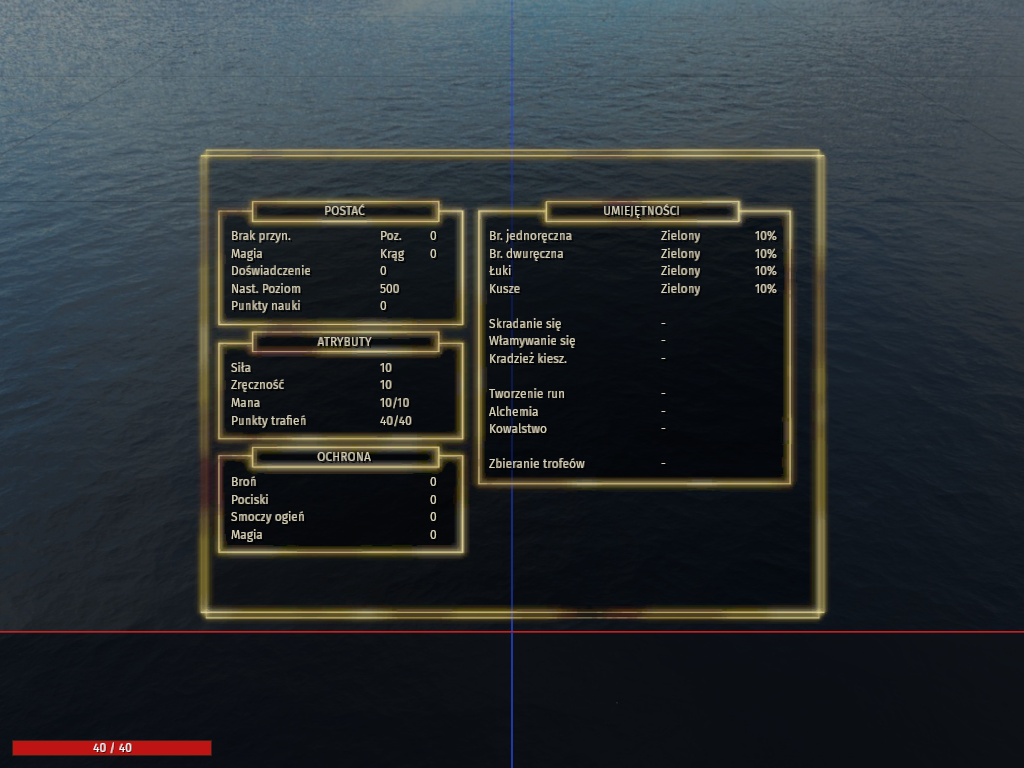 POSTAĆ
Brak przyn. Poz. 0
Magia Krąg 0
Doświadczenie 0
Nast. Poziom 500
Punkty nauki 0
ATRYBUTY
Siła 10
Zręczność 10
Mana 10/10
Punkty trafień 40/40
OCHRONA
Broń 0
Pociski 0
Smoczy ogień 0
Magia 0
UMIEJĘTNOŚCI
Br. jednoręczna Zielony 10%
Br. dwuręczna Zielony 10%
Łuki Zielony 10%
Kusze Zielony 10%
Skradanie się -
Włamywanie się -
Kradzież kiesz. -
Tworzenie run -
Alchemia -
Kowalstwo -
Zbieranie trofeów -
40 / 40